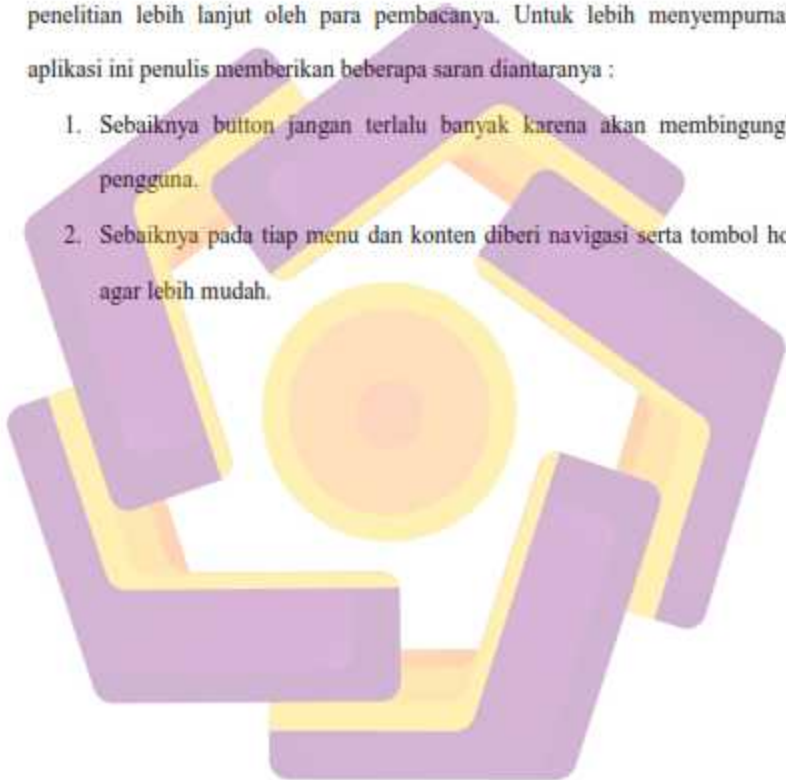 penelitian lebih lanjut oleh para pembacanya. Untuk lebih menyempurna
aplikasi ini penulis memberikan beberapa saran diantaranya :
1. Sebaiknya button jangan terlalu banyak karena akan membingung
pengguna.
2. Sebaiknya pada tiap menu dan konten diberi navigasi serta tombol ho
agar lebih mudah.